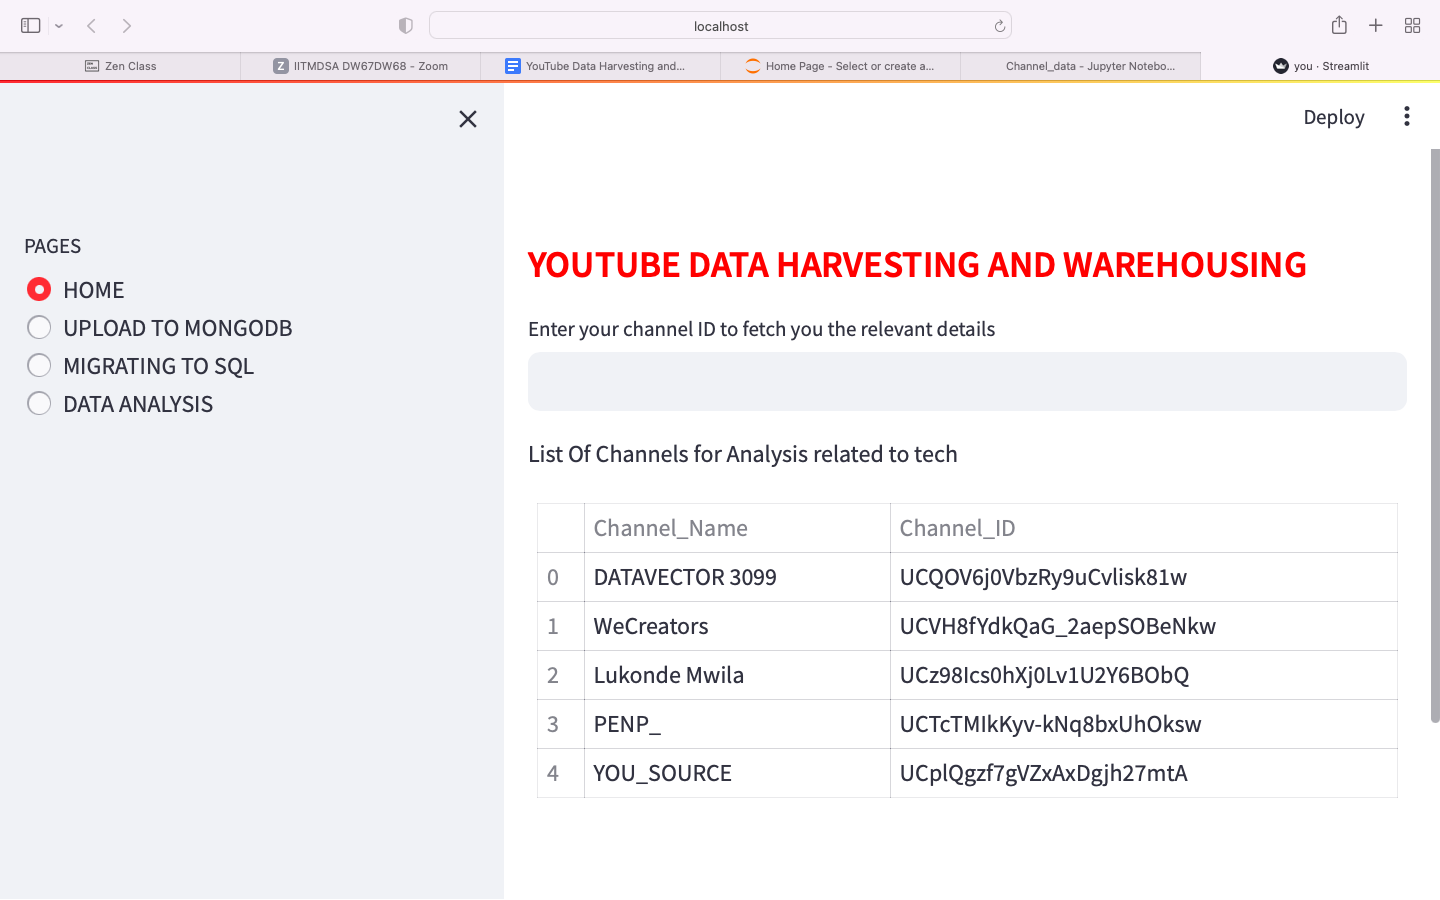 localhost
Zen Class
Z IITMDSA DW67DW68 - Zoom
YouTube Data Harvesting and...
Home Page - Select or create a...
Channel_data - Jupyter Notebo...
you · Streamlit
Deploy
PAGES
HOME
UPLOAD TO MONGODB
MIGRATING TO SQL
DATA ANALYSIS
YOUTUBE DATA HARVESTING AND WAREHOUSING
Enter your channel ID to fetch you the relevant details
List Of Channels for Analysis related to tech
Channel_Name Channel_ID
0 DATAVECTOR 3099 UCQOV6j0VbzRy9uCvlisk81w
1 WeCreators UCVH8fYdkQaG_2aepSOBeNkw
2 Lukonde Mwila UCz98Ics0hXj0Lv1U2Y6BObQ
3 PENP_ UCTcTMIkKyv-kNq8bxUhOksw
4 YOU_SOURCE UCplQgzf7gVZxAxDgjh27mtA